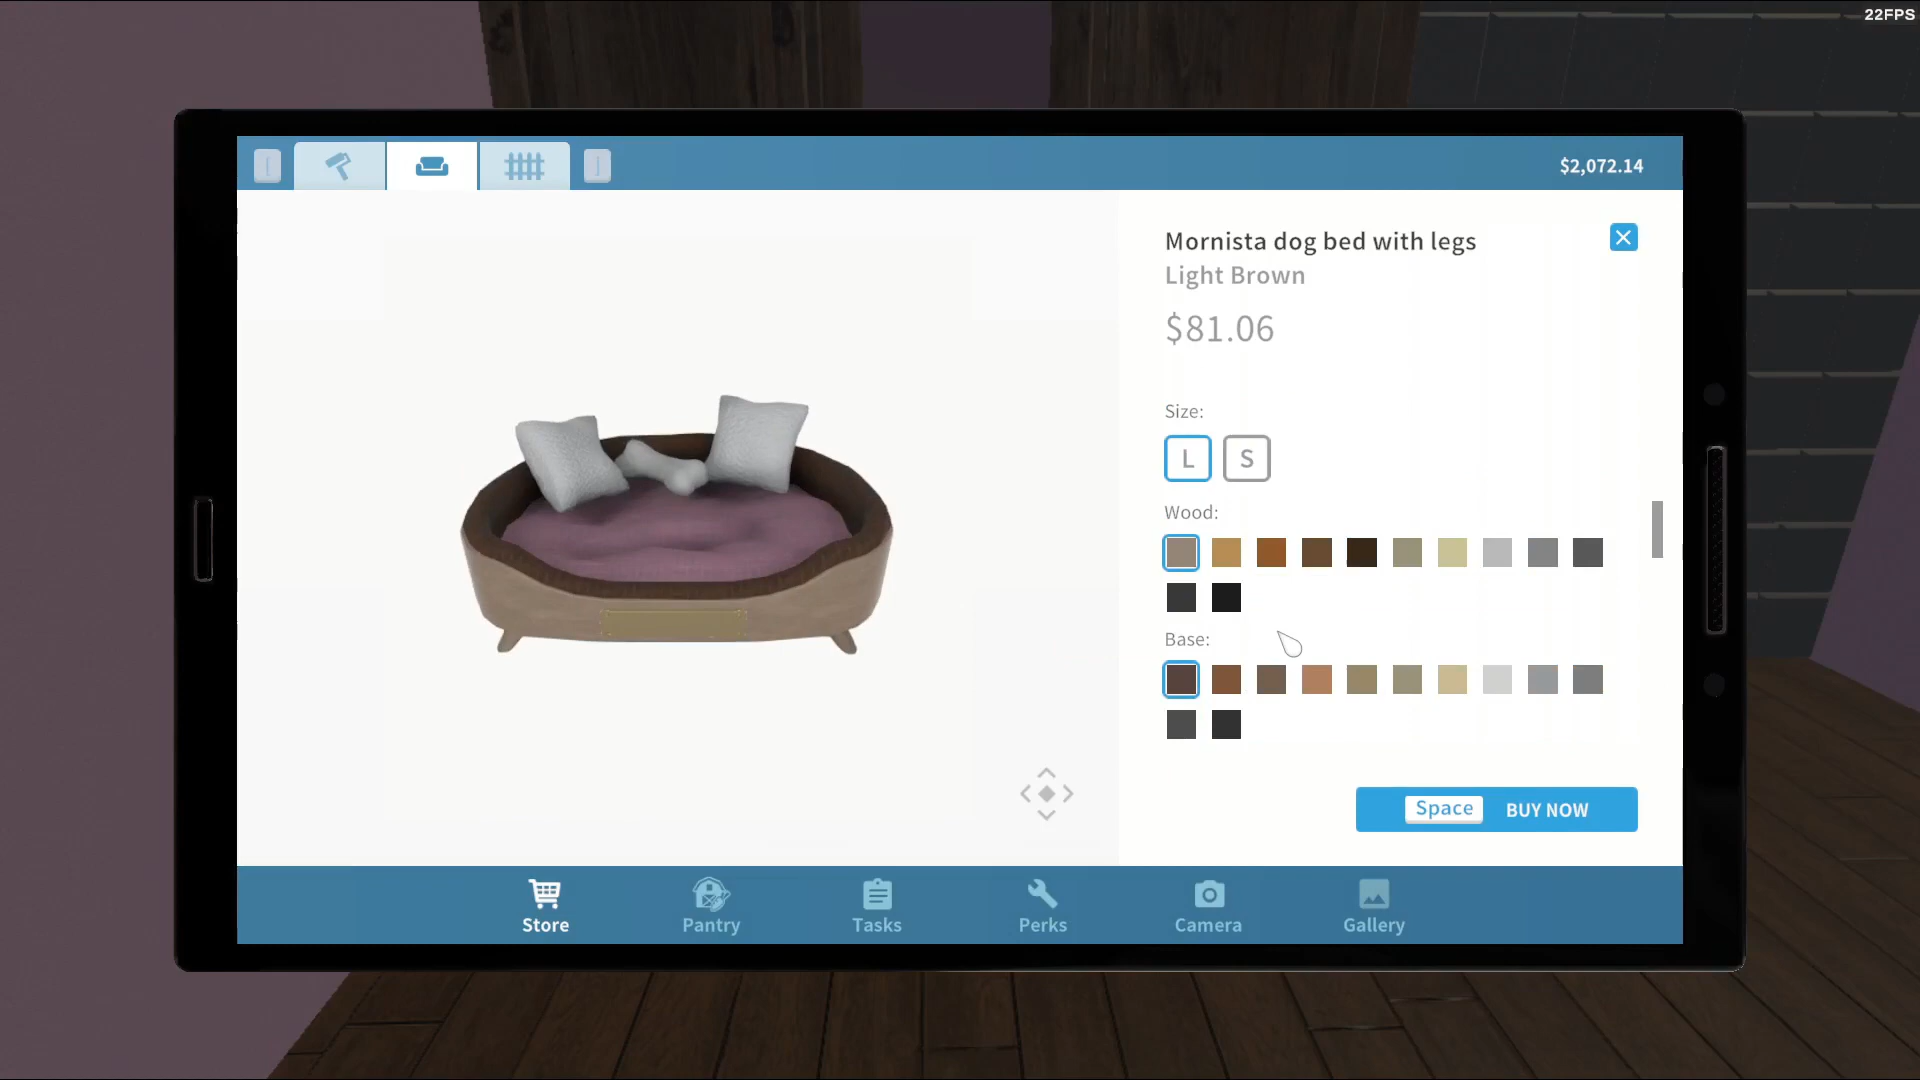 22FPS
$2,072.14
Mornista dog bed with legs
Light Brown
$81.06
Size:
L S
Wood:
Base:
Space BUY NOW
Store Pantry Tasks Perks Camera Gallery